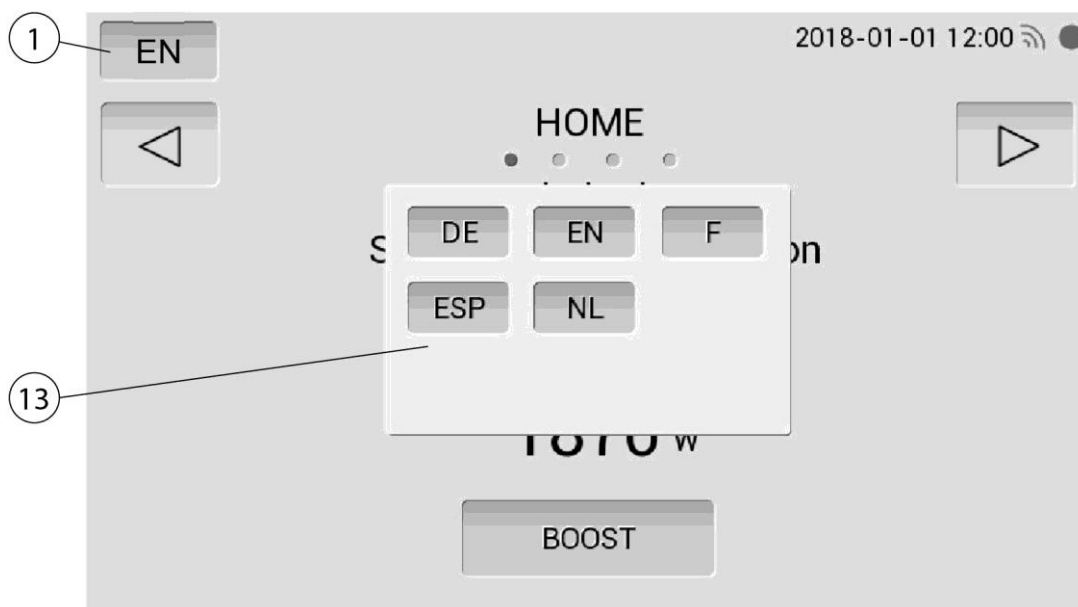 1
EN
2018-01-01 12:00
HOME
DE EN F
ESP NL
13
W
BOOST